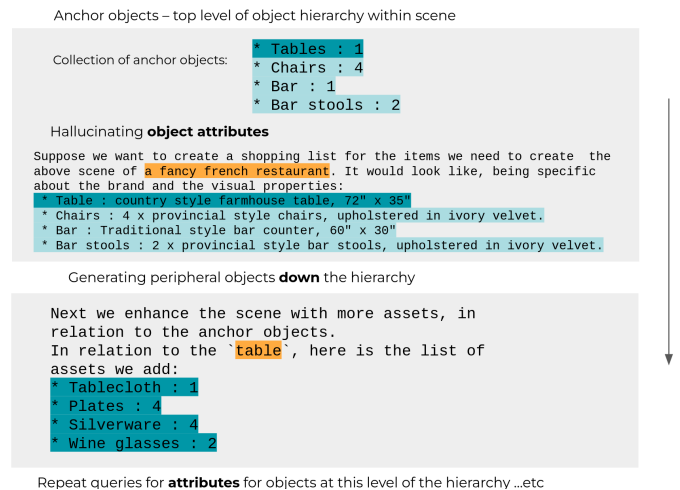 Anchor objects – top level of object hierarchy within scene
Collection of anchor objects:
* Tables : 1
* Chairs : 4
* Bar : 1
* Bar stools : 2
Hallucinating object attributes
Suppose we want to create a shopping list for the items we need to create the
above scene of a fancy french restaurant. It would look like, being specific
about the brand and the visual properties:
* Table : country style farmhouse table, 72" x 35"
* Chairs : 4 x provincial style chairs, upholstered in ivory velvet.
* Bar : Traditional style bar counter, 60" x 30"
* Bar stools : 2 x provincial style bar stools, upholstered in ivory velvet.
Generating peripheral objects down the hierarchy
Next we enhance the scene with more assets, in
relation to the anchor objects.
In relation to the `table`, here is the list of
assets we add:
* Tablecloth : 1
* Plates : 4
* Silverware : 4
* Wine glasses : 2
Repeat queries for attributes for objects at this level of the hierarchy ...etc